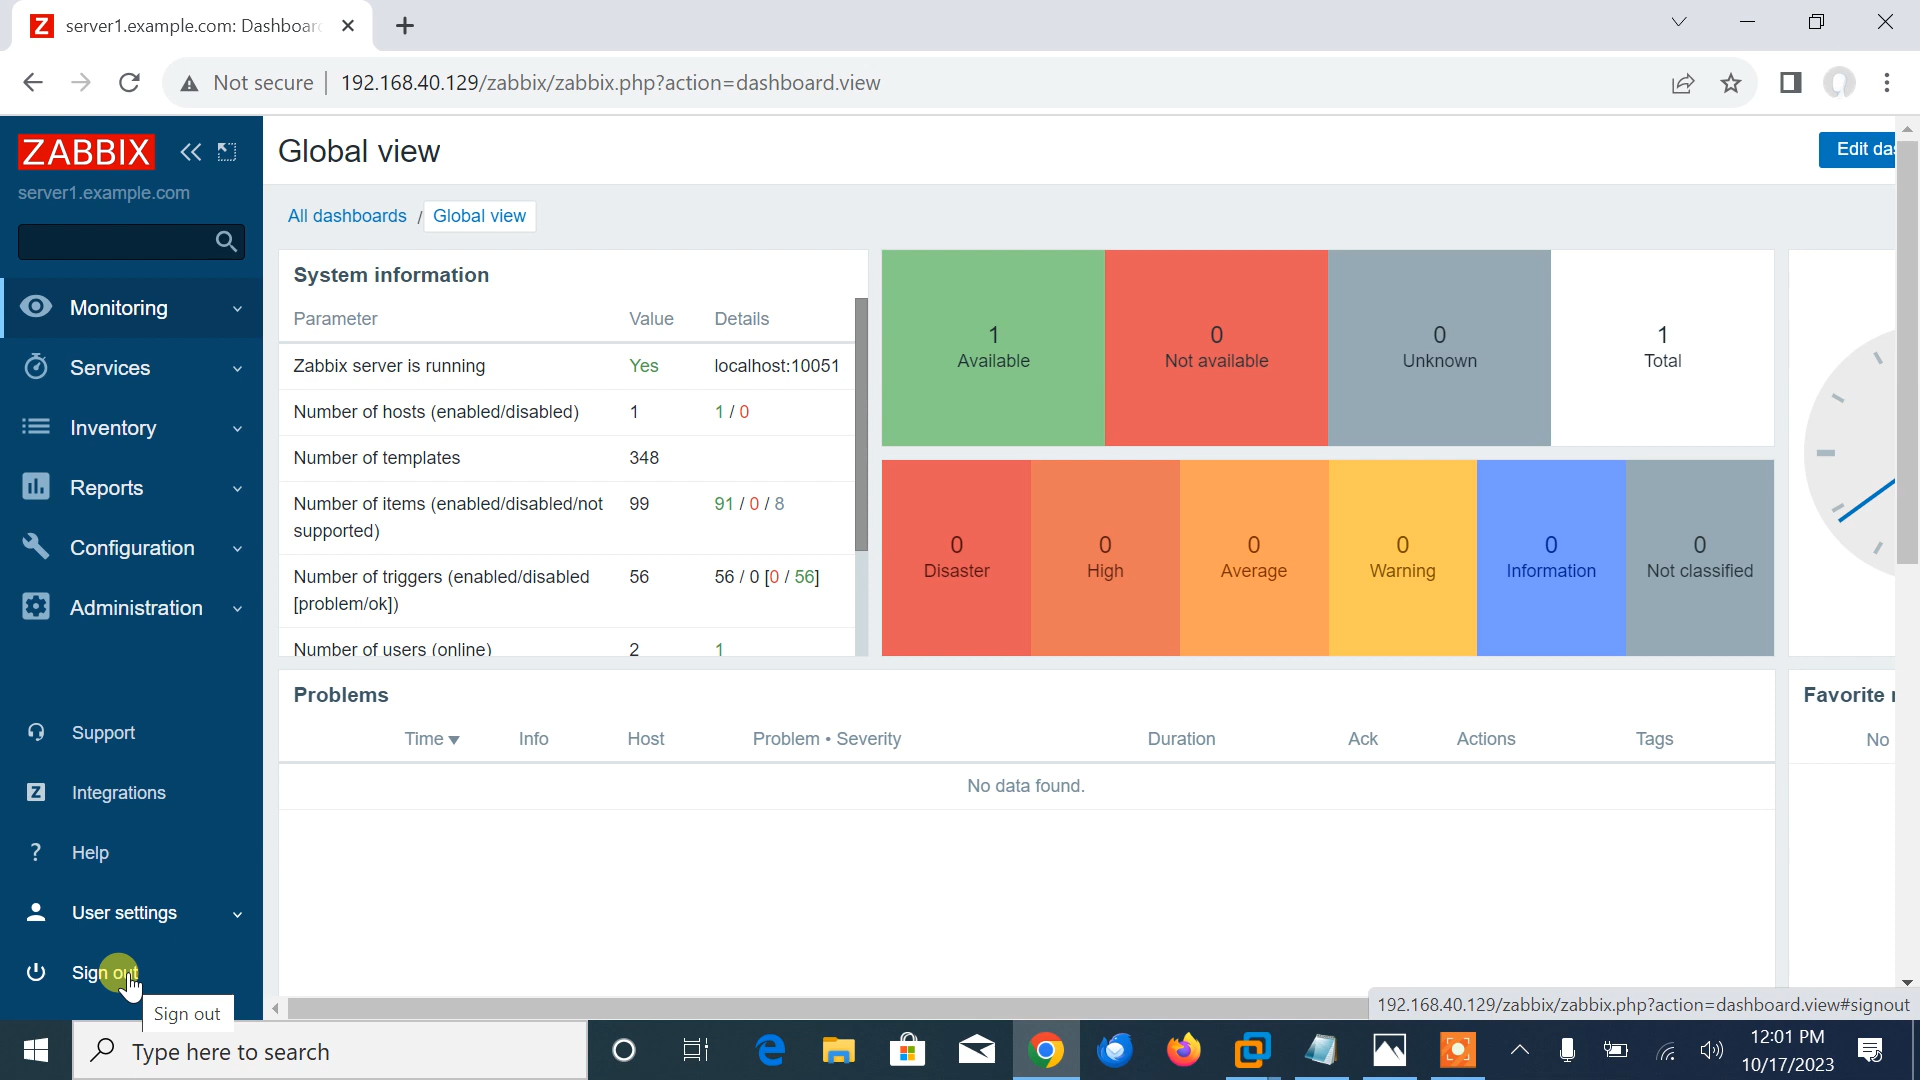 Z server1.example.com: Dashboar
Not secure 192.168.40.129/zabbix/zabbix.php?action=dashboard.view
ZABBIX
server1.example.com
Monitoring
Services
Inventory
Reports
Configuration
Administration
Support
Z Integrations
? Help
User settings
Sign out
Sign out
Global view
Edit das
All dashboards / Global view
System information
Parameter Value Details
Zabbix server is running Yes localhost:10051
Number of hosts (enabled/disabled) 1 1 / 0
Number of templates 348
Number of items (enabled/disabled/not supported) 99 91 / 0 / 8
Number of triggers (enabled/disabled [problem/ok]) 56 56 / 0 [0 / 56]
Number of users (online) 2 1
1 0 0 1
Available Not available Unknown Total
0 0 0 0 0 0
Disaster High Average Warning Information Not classified
Problems
Time Info Host Problem • Severity Duration Ack Actions Tags
No data found.
Favorite
No
192.168.40.129/zabbix/zabbix.php?action=dashboard.view#signout
Type here to search
12:01 PM
10/17/2023